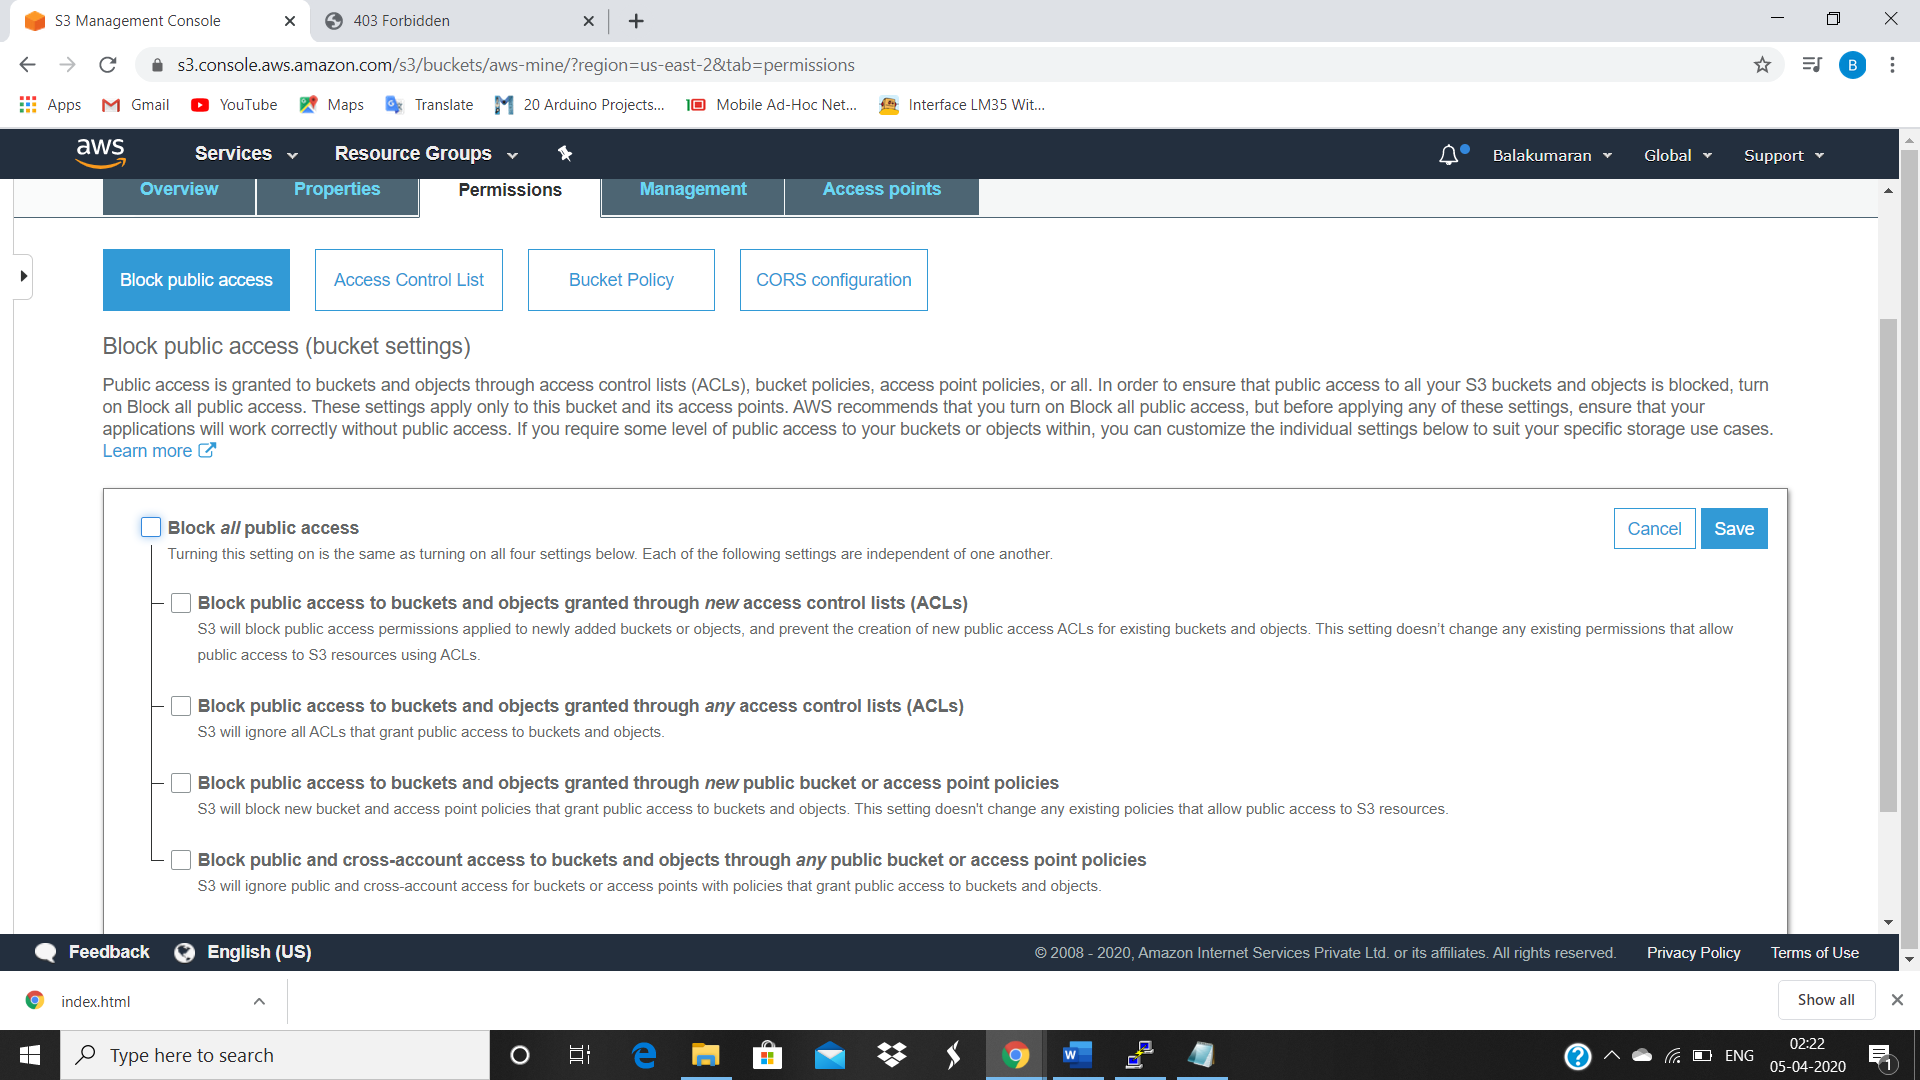 S3 Management Console
403 Forbidden
s3.console.aws.amazon.com/s3/buckets/aws-mine/?region=us-east-2&tab=permissions
B
Apps
Gmail
YouTube
Maps
Translate
20 Arduino Projects...
Mobile Ad-Hoc Net...
Interface LM35 Wit...
aws
Services
Resource Groups
Balakumaran
Global
Support
Overview
Properties
Permissions
Management
Access points
Block public access
Access Control List
Bucket Policy
CORS configuration
Block public access (bucket settings)
Public access is granted to buckets and objects through access control lists (ACLs), bucket policies, access point policies, or all. In order to ensure that public access to all your S3 buckets and objects is blocked, turn
on Block all public access. These settings apply only to this bucket and its access points. AWS recommends that you turn on Block all public access, but before applying any of these settings, ensure that your
applications will work correctly without public access. If you require some level of public access to your buckets or objects within, you can customize the individual settings below to suit your specific storage use cases.
Learn more
Block all public access
Cancel
Save
Turning this setting on is the same as turning on all four settings below. Each of the following settings are independent of one another.
Block public access to buckets and objects granted through new access control lists (ACLs)
S3 will block public access permissions applied to newly added buckets or objects, and prevent the creation of new public access ACLs for existing buckets and objects. This setting doesn't change any existing permissions that allow
public access to S3 resources using ACLs.
Block public access to buckets and objects granted through any access control lists (ACLs)
S3 will ignore all ACLs that grant public access to buckets and objects.
Block public access to buckets and objects granted through new public bucket or access point policies
S3 will block new bucket and access point policies that grant public access to buckets and objects. This setting doesn't change any existing policies that allow public access to S3 resources.
Block public and cross-account access to buckets and objects through any public bucket or access point policies
S3 will ignore public and cross-account access for buckets or access points with policies that grant public access to buckets and objects.
Feedback
English (US)
© 2008 - 2020, Amazon Internet Services Private Ltd. or its affiliates. All rights reserved.
Privacy Policy
Terms of Use
index.html
Show all
Type here to search
ENG
02:22
05-04-2020
1